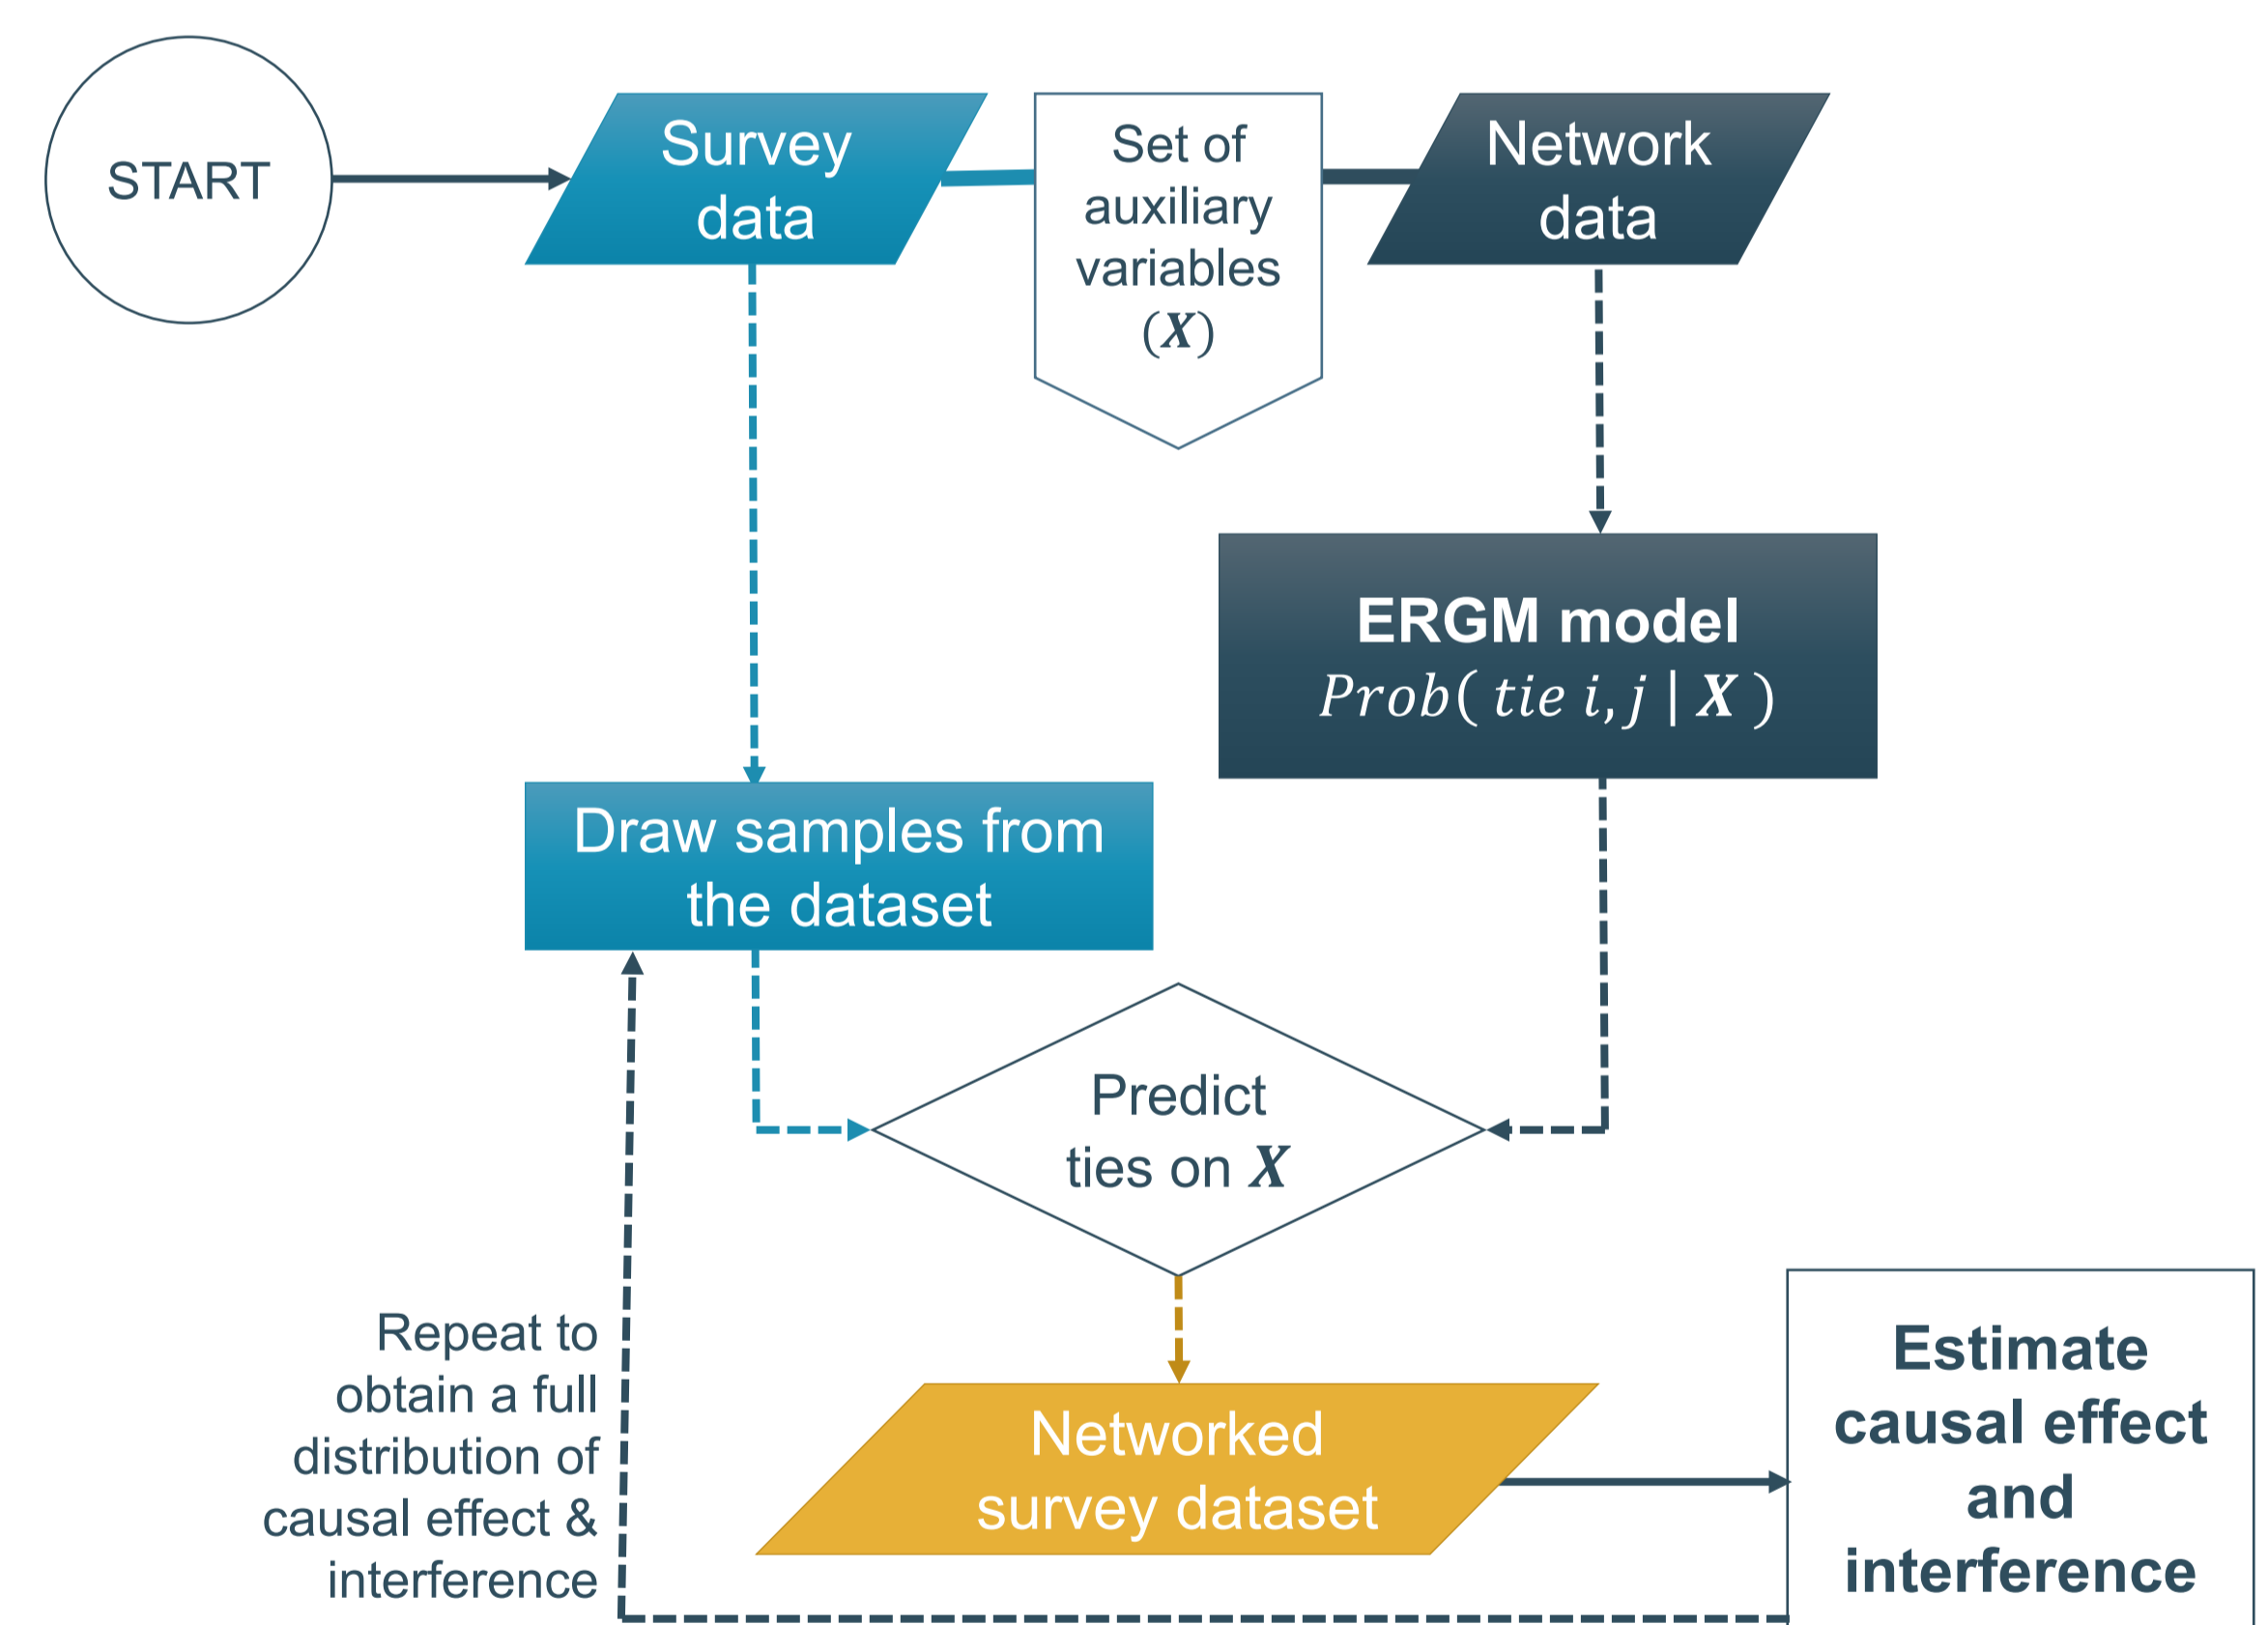 START
Survey
data
Set of
auxiliary
variables
(X)
Network
data
ERGM model
Prob( tie i, j | X )
Draw samples from
the dataset
Predict
ties on X
Repeat to
obtain a full
distribution of
causal effect &
interference
Networked
survey dataset
Estimate
causal effect
and
interference